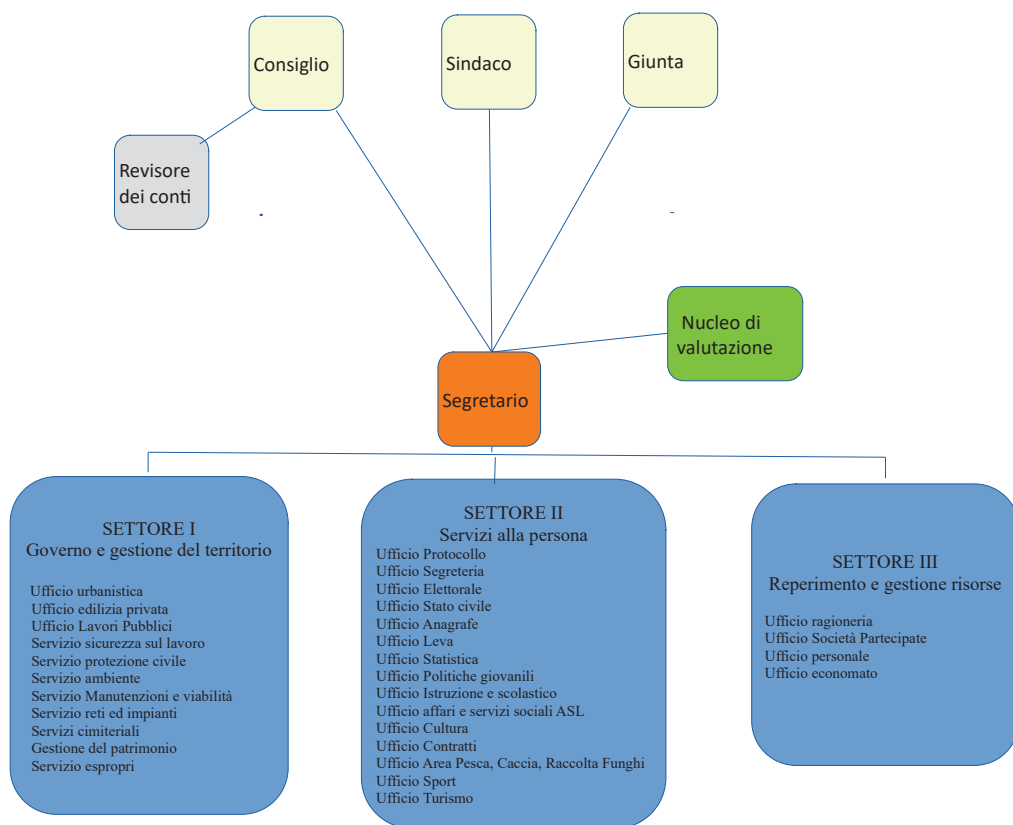 Consiglio
Sindaco
Giunta
Revisore
dei conti
Nucleo di
valutazione
Segretario
SETTORE I
Governo e gestione del territorio
Ufficio urbanistica
Ufficio edilizia privata
Ufficio Lavori Pubblici
Servizio sicurezza sul lavoro
Servizio protezione civile
Servizio ambiente
Servizio Manutenzioni e viabilità
Servizio reti ed impianti
Servizi cimiteriali
Gestione del patrimonio
Servizio espropri
SETTORE II
Servizi alla persona
Ufficio Protocollo
Ufficio Segreteria
Ufficio Elettorale
Ufficio Stato civile
Ufficio Anagrafe
Ufficio Leva
Ufficio Statistica
Ufficio Politiche giovanili
Ufficio Istruzione e scolastico
Ufficio affari e servizi sociali ASL
Ufficio Cultura
Ufficio Contratti
Ufficio Area Pesca, Caccia, Raccolta Funghi
Ufficio Sport
Ufficio Turismo
SETTORE III
Reperimento e gestione risorse
Ufficio ragioneria
Ufficio Società Partecipate
Ufficio personale
Ufficio economato